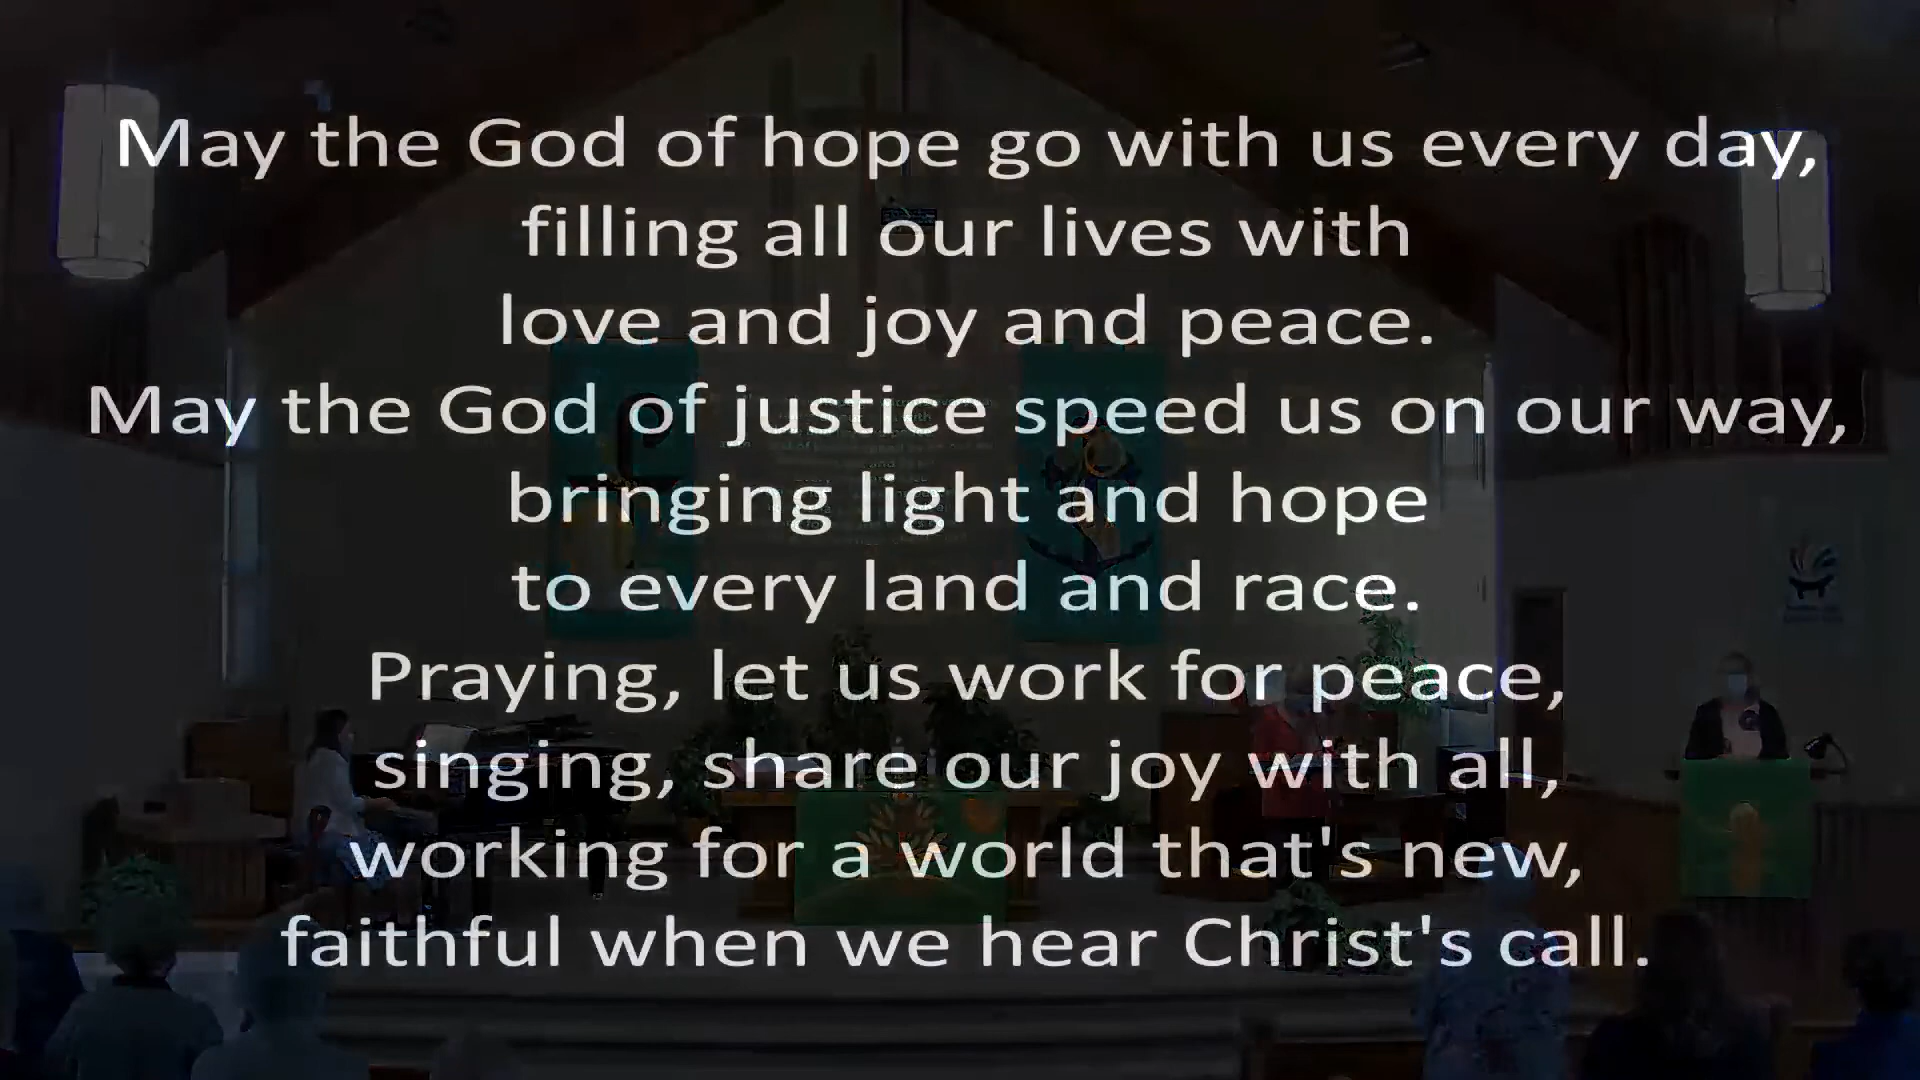 May the God of hope go with us every day,
filling all our lives with
love and joy and peace.
May the God of justice speed us on our way,
bringing light and hope
to every land and race.
Praying, let us work for peace,
singing, share our joy with all,
working for a world that's new,
faithful when we hear Christ's call.